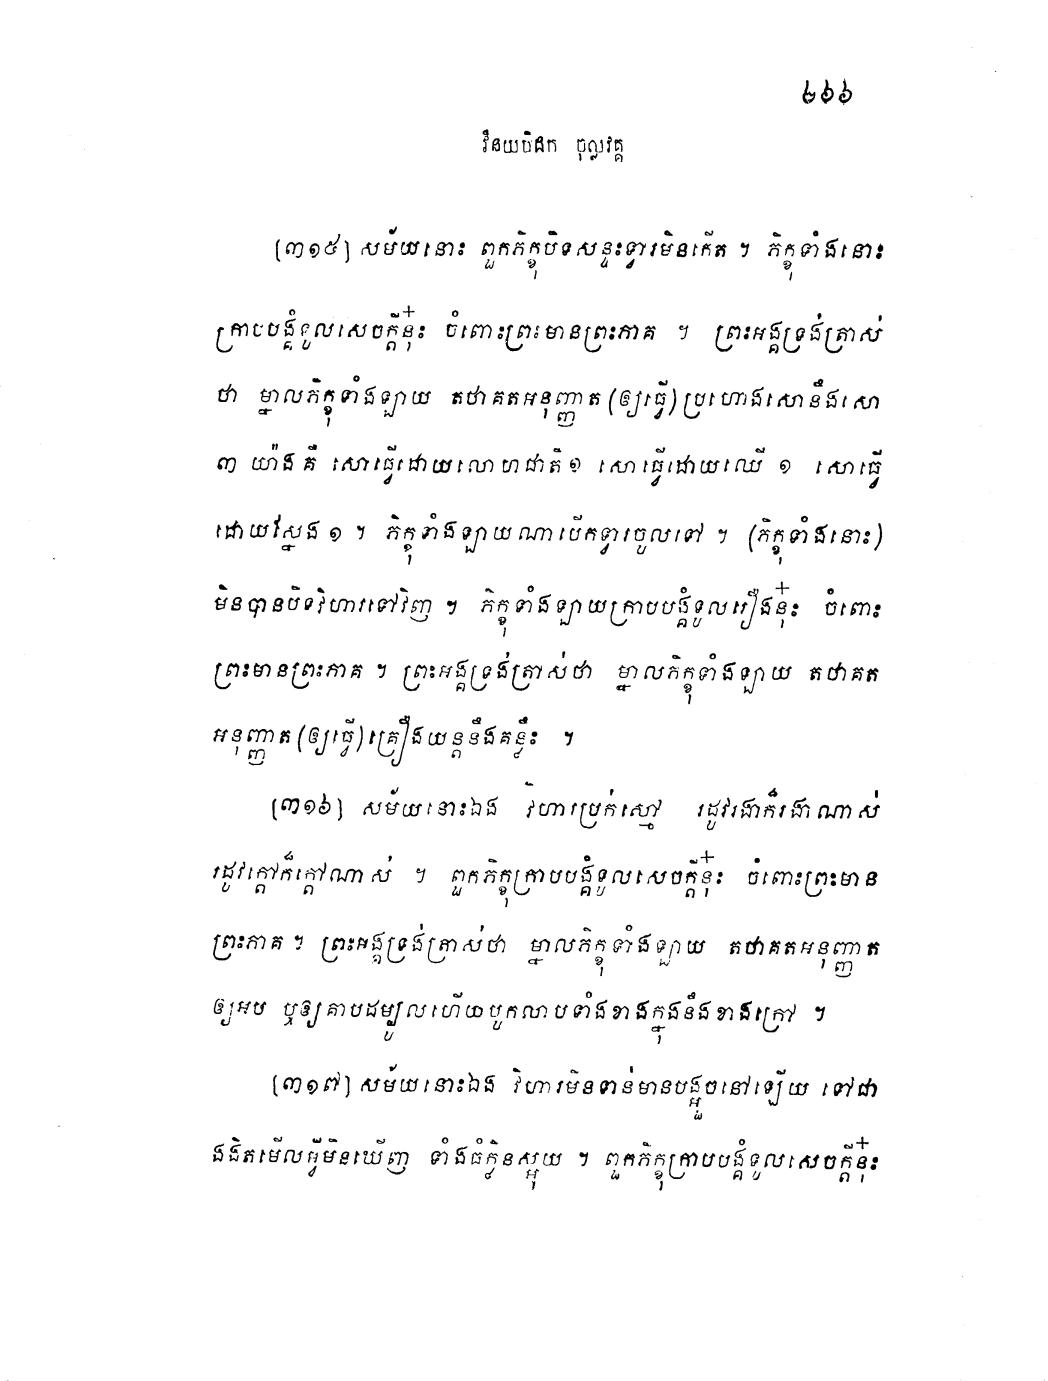 ២៦៦
វិនយបិដក ចុល្លវគ្គ
[៣១៥] សម័យនោះ ពួកភិក្ខុបិទសន្ទះទ្វារមិនកើត ។ ភិក្ខុទាំងនោះ
ក្រាបបង្គំទូលសេចក្តីនុ៎ះ ចំពោះព្រះមានព្រះភាគ ។ ព្រះអង្គទ្រង់ត្រាស់
ថា ម្នាលភិក្ខុទាំងឡាយ តថាគតអនុញ្ញាត (ឲ្យធ្វើ) ប្រហោងសោនឹងសោ
៣ យ៉ាងគឺ សោធ្វើដោយលោហជាតិ ១ សោធ្វើដោយឈើ ១ សោធ្វើ
ដោយស្នែង ១ ។ ភិក្ខុទាំងឡាយណាបើកទ្វារចូលទៅ ។ (ភិក្ខុទាំងនោះ)
មិនបានបិទវិហារទៅវិញ ។ ភិក្ខុទាំងឡាយក្រាបបង្គំទូលរឿងនុ៎ះ ចំពោះ
ព្រះមានព្រះភាគ ។ ព្រះអង្គទ្រង់ត្រាស់ថា ម្នាលភិក្ខុទាំងឡាយ តថាគត
អនុញ្ញាត (ឲ្យធ្វើ) គ្រឿងយន្តនឹងគន្លឹះ ។
[៣១៦] សម័យនោះឯង វិហារប្រក់ស្មៅ រដូវរងាក៏រងាណាស់
រដូវក្តៅក៏ក្តៅណាស់ ។ ពួកភិក្ខុក្រាបបង្គំទូលសេចក្តីនុ៎ះ ចំពោះព្រះមាន
ព្រះភាគ ។ ព្រះអង្គទ្រង់ត្រាស់ថា ម្នាលភិក្ខុទាំងឡាយ តថាគតអនុញ្ញាត
ឲ្យអប ឬឲ្យគាបដម្បូលហើយបូកលាបទាំងខាងក្នុងនឹងខាងក្រៅ ។
[៣១៧] សម័យនោះឯង វិហារមិនទាន់មានបង្អួចនៅឡើយ ទៅជា
ងងិតមើលអ្វីមិនឃើញ ទាំងធំក្លិនស្អុយ ។ ពួកភិក្ខុក្រាបបង្គំទូលសេចក្តីនុ៎ះ